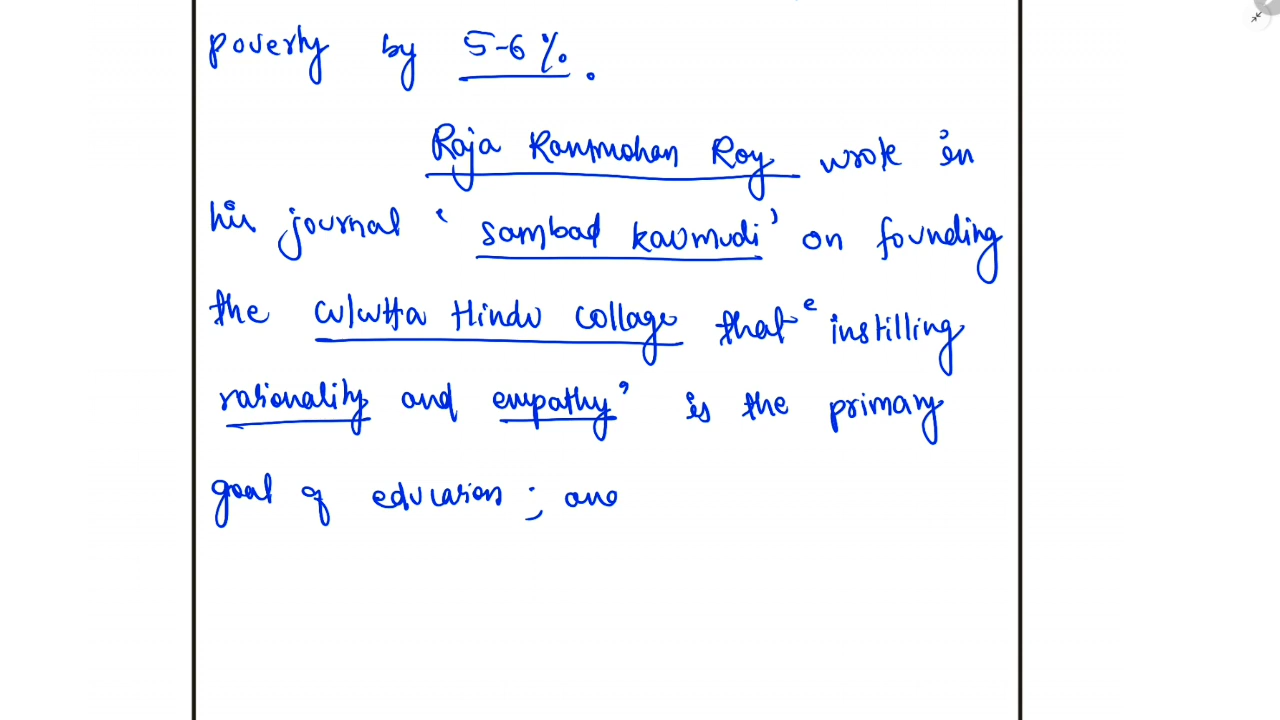 poverty by 5-6%.
Raja Rammohan Roy wrote in
his journal ' sambad kaumudi' on founding
the Calcutta Hindu collage that ' instilling
rationality and empathy' is the primary
goal of education ; and